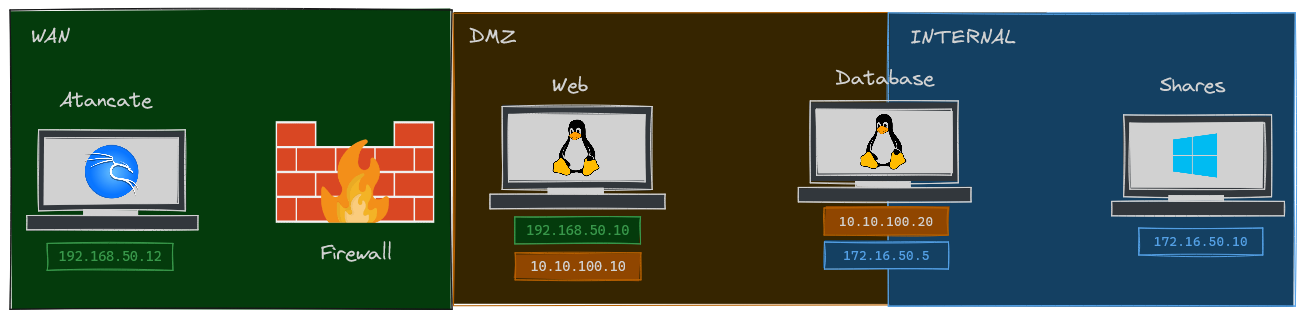 WAN
Atancate
192.168.50.12
Firewall
DMZ
Web
192.168.50.10
10.10.100.10
Database
10.10.100.20
172.16.50.5
INTERNAL
Shares
172.16.50.10